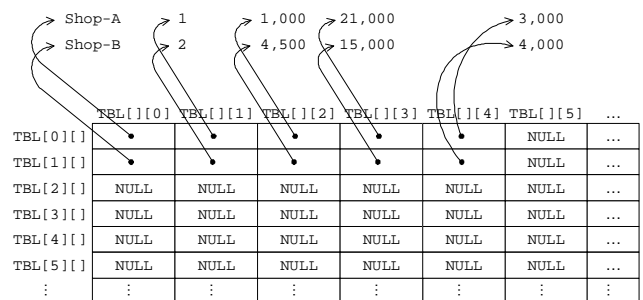 Shop-A 1 1,000 21,000 3,000
Shop-B 2 4,500 15,000 4,000
TBL[][0] TBL[][1] TBL[][2] TBL[][3] TBL[][4] TBL[][5] ...
TBL[0][] NULL ...
TBL[1][] NULL ...
TBL[2][] NULL NULL NULL NULL NULL NULL ...
TBL[3][] NULL NULL NULL NULL NULL NULL ...
TBL[4][] NULL NULL NULL NULL NULL NULL ...
TBL[5][] NULL NULL NULL NULL NULL NULL ...
⋮ ⋮ ⋮ ⋮ ⋮ ⋮ ⋮ ⋮